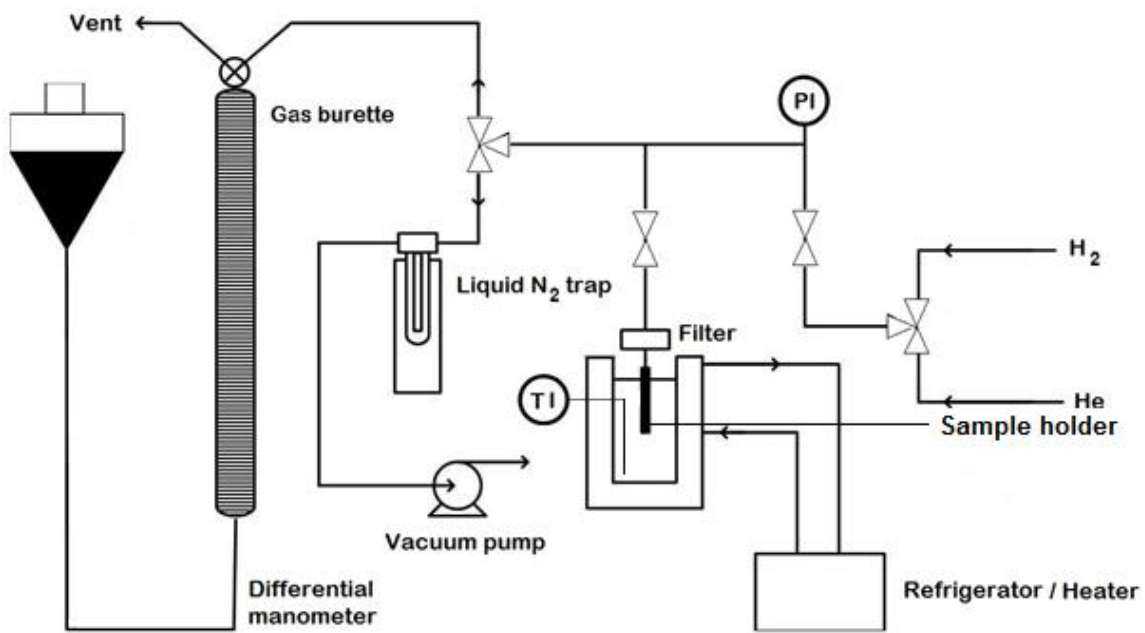 Vent
Gas burette
PI
H2
Liquid N2 trap
Filter
TI
He
Sample holder
Vacuum pump
Differential
manometer
Refrigerator / Heater